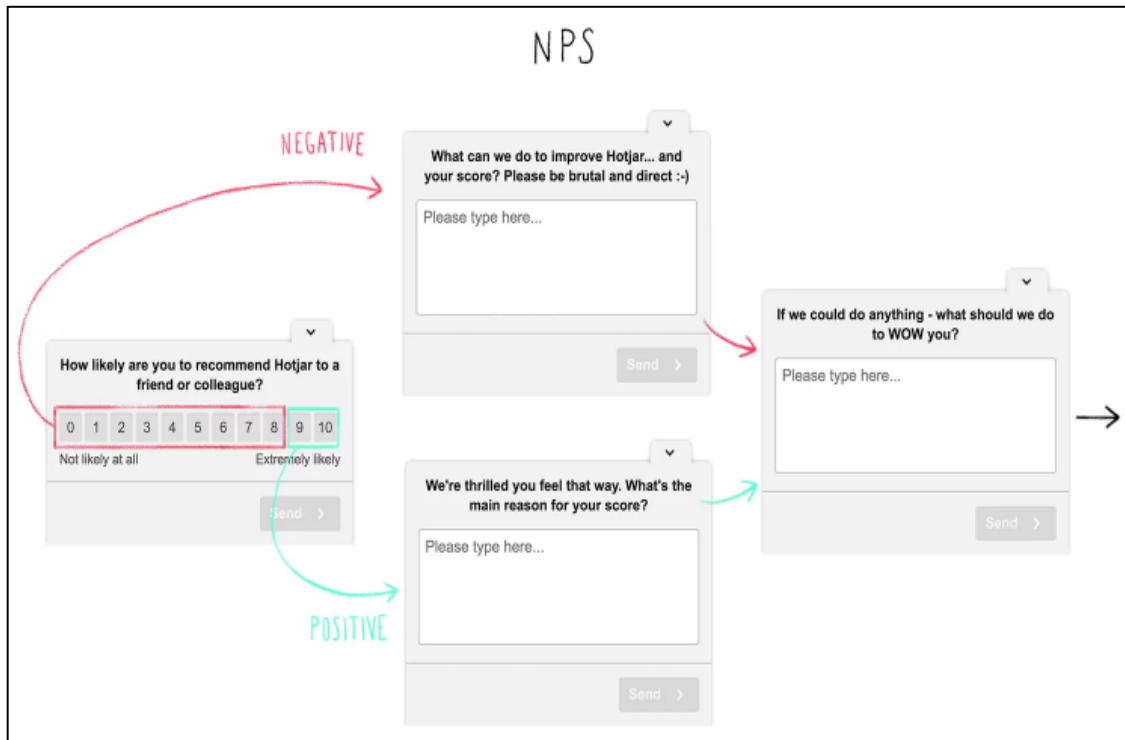 NPS
NEGATIVE
What can we do to improve Hotjar... and
your score? Please be brutal and direct :-)
Please type here...
Send
How likely are you to recommend Hotjar to a
friend or colleague?
0 1 2 3 4 5 6 7 8 9 10
Not likely at all Extremely likely
Send
POSITIVE
We're thrilled you feel that way. What's the
main reason for your score?
Please type here...
Send
If we could do anything - what should we do
to WOW you?
Please type here...
Send